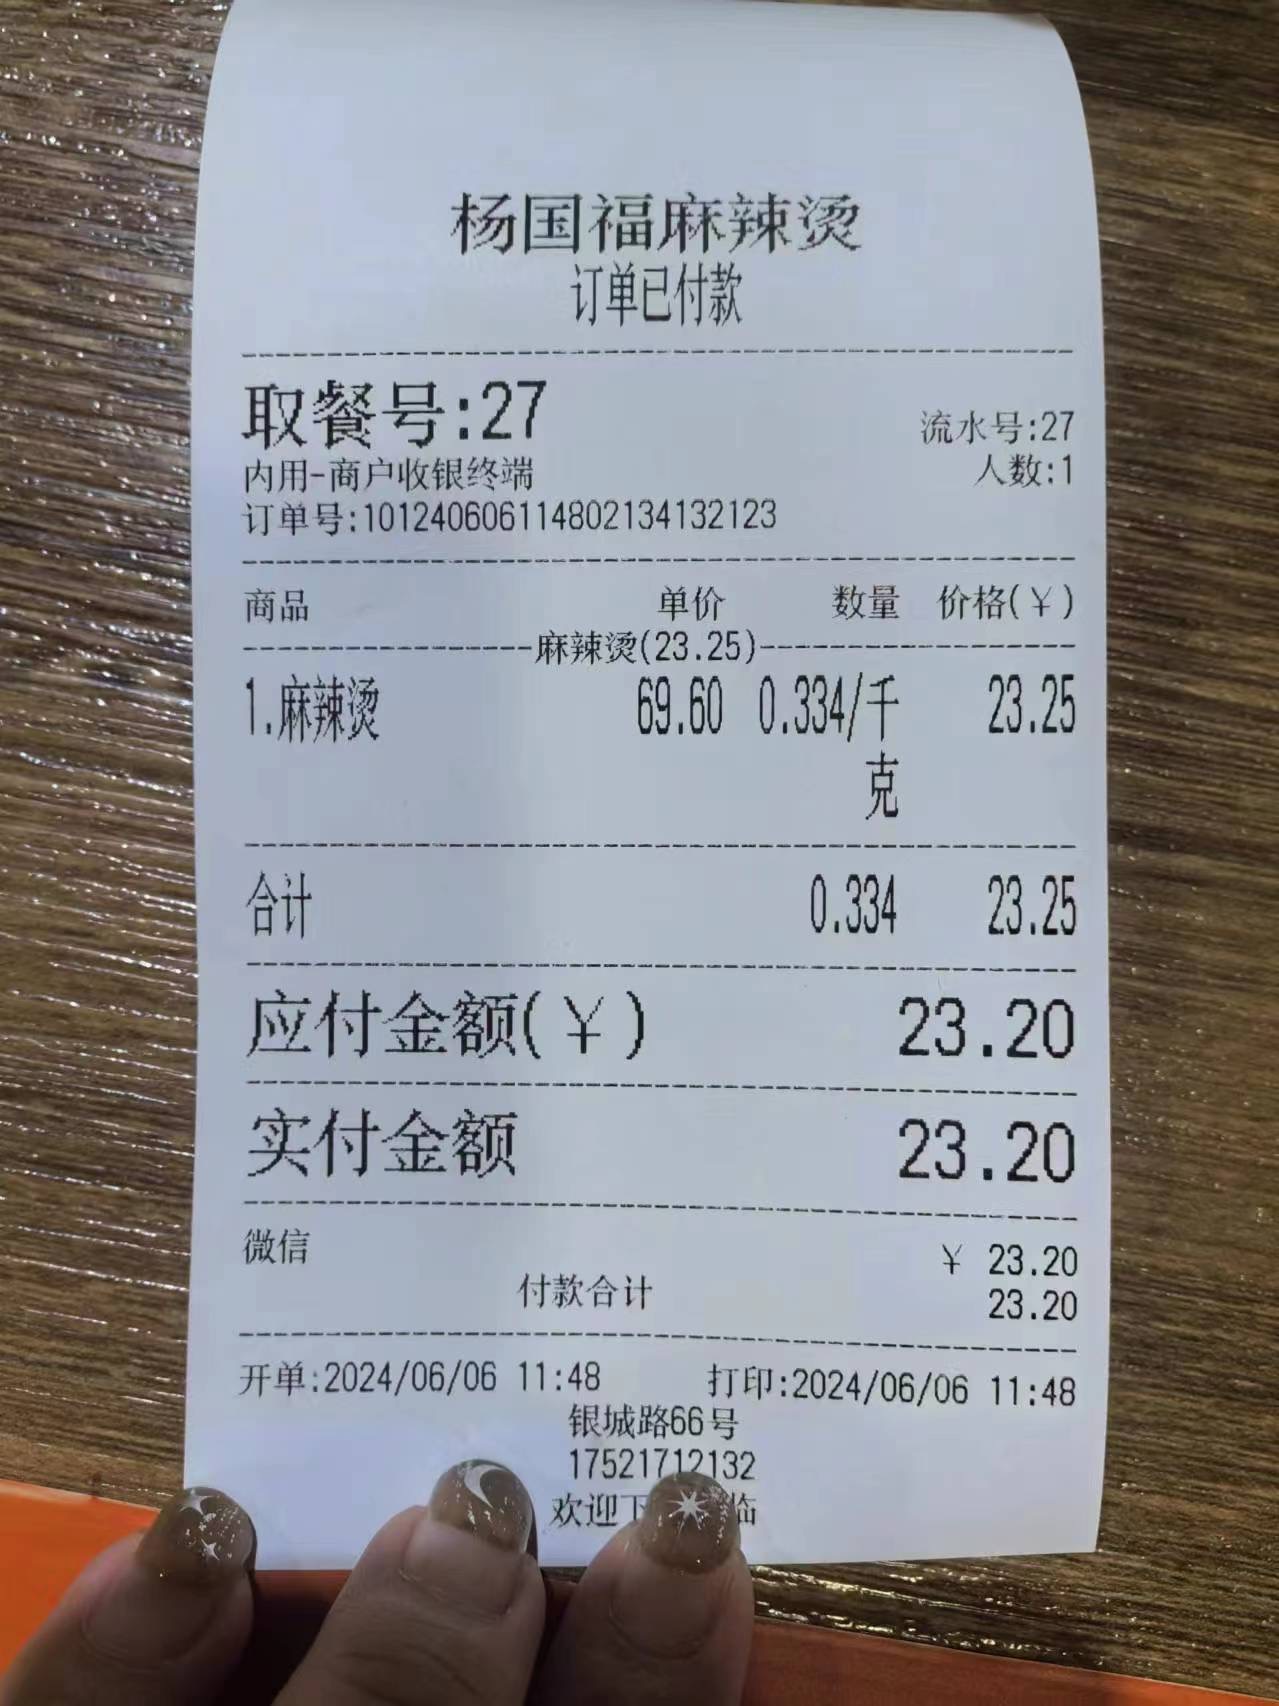 杨国福麻辣烫
订单已付款
取餐号:27
流水号:27
内用-商户收银终端
人数:1
订单号:101240606114802134132123
商品 单价 数量 价格(¥)
麻辣烫(23.25)
1.麻辣烫 69.60 0.334/千 23.25
克
合计 0.334 23.25
应付金额(¥) 23.20
实付金额 23.20
微信 ¥ 23.20
付款合计 23.20
开单:2024/06/06 11:48 打印:2024/06/06 11:48
银城路66号
17521712132
欢迎下 临